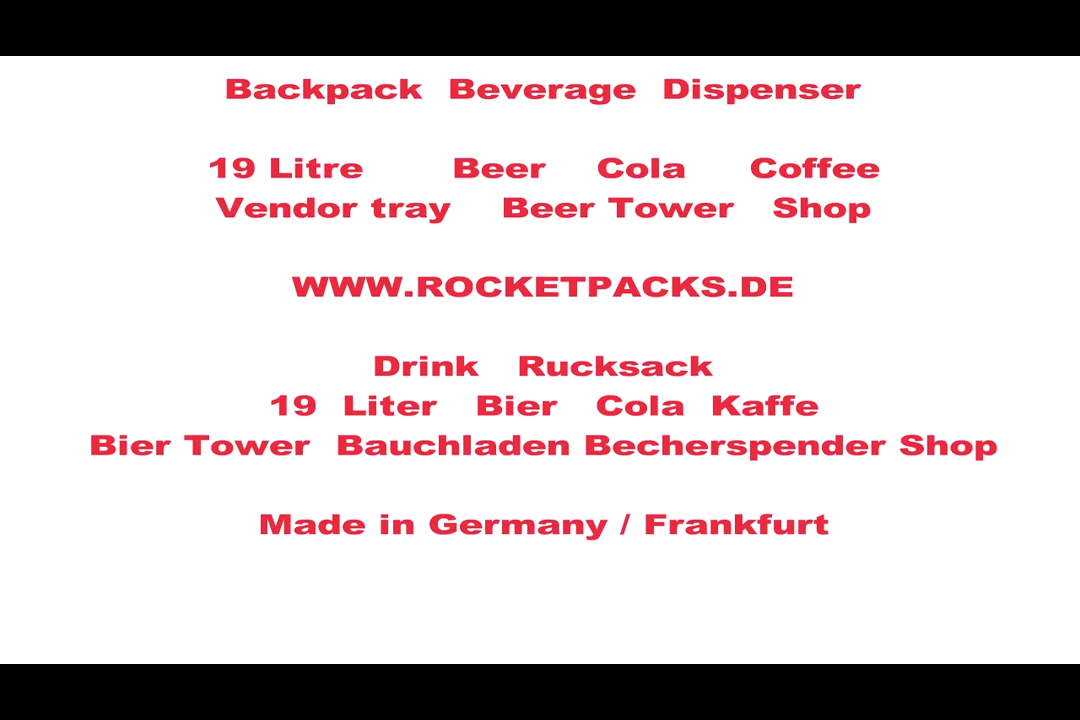 Backpack Beverage Dispenser
19 Litre Beer Cola Coffee
Vendor tray Beer Tower Shop
WWW.ROCKETPACKS.DE
Drink Rucksack
19 Liter Bier Cola Kaffe
Bier Tower Bauchladen Becherspender Shop
Made in Germany / Frankfurt